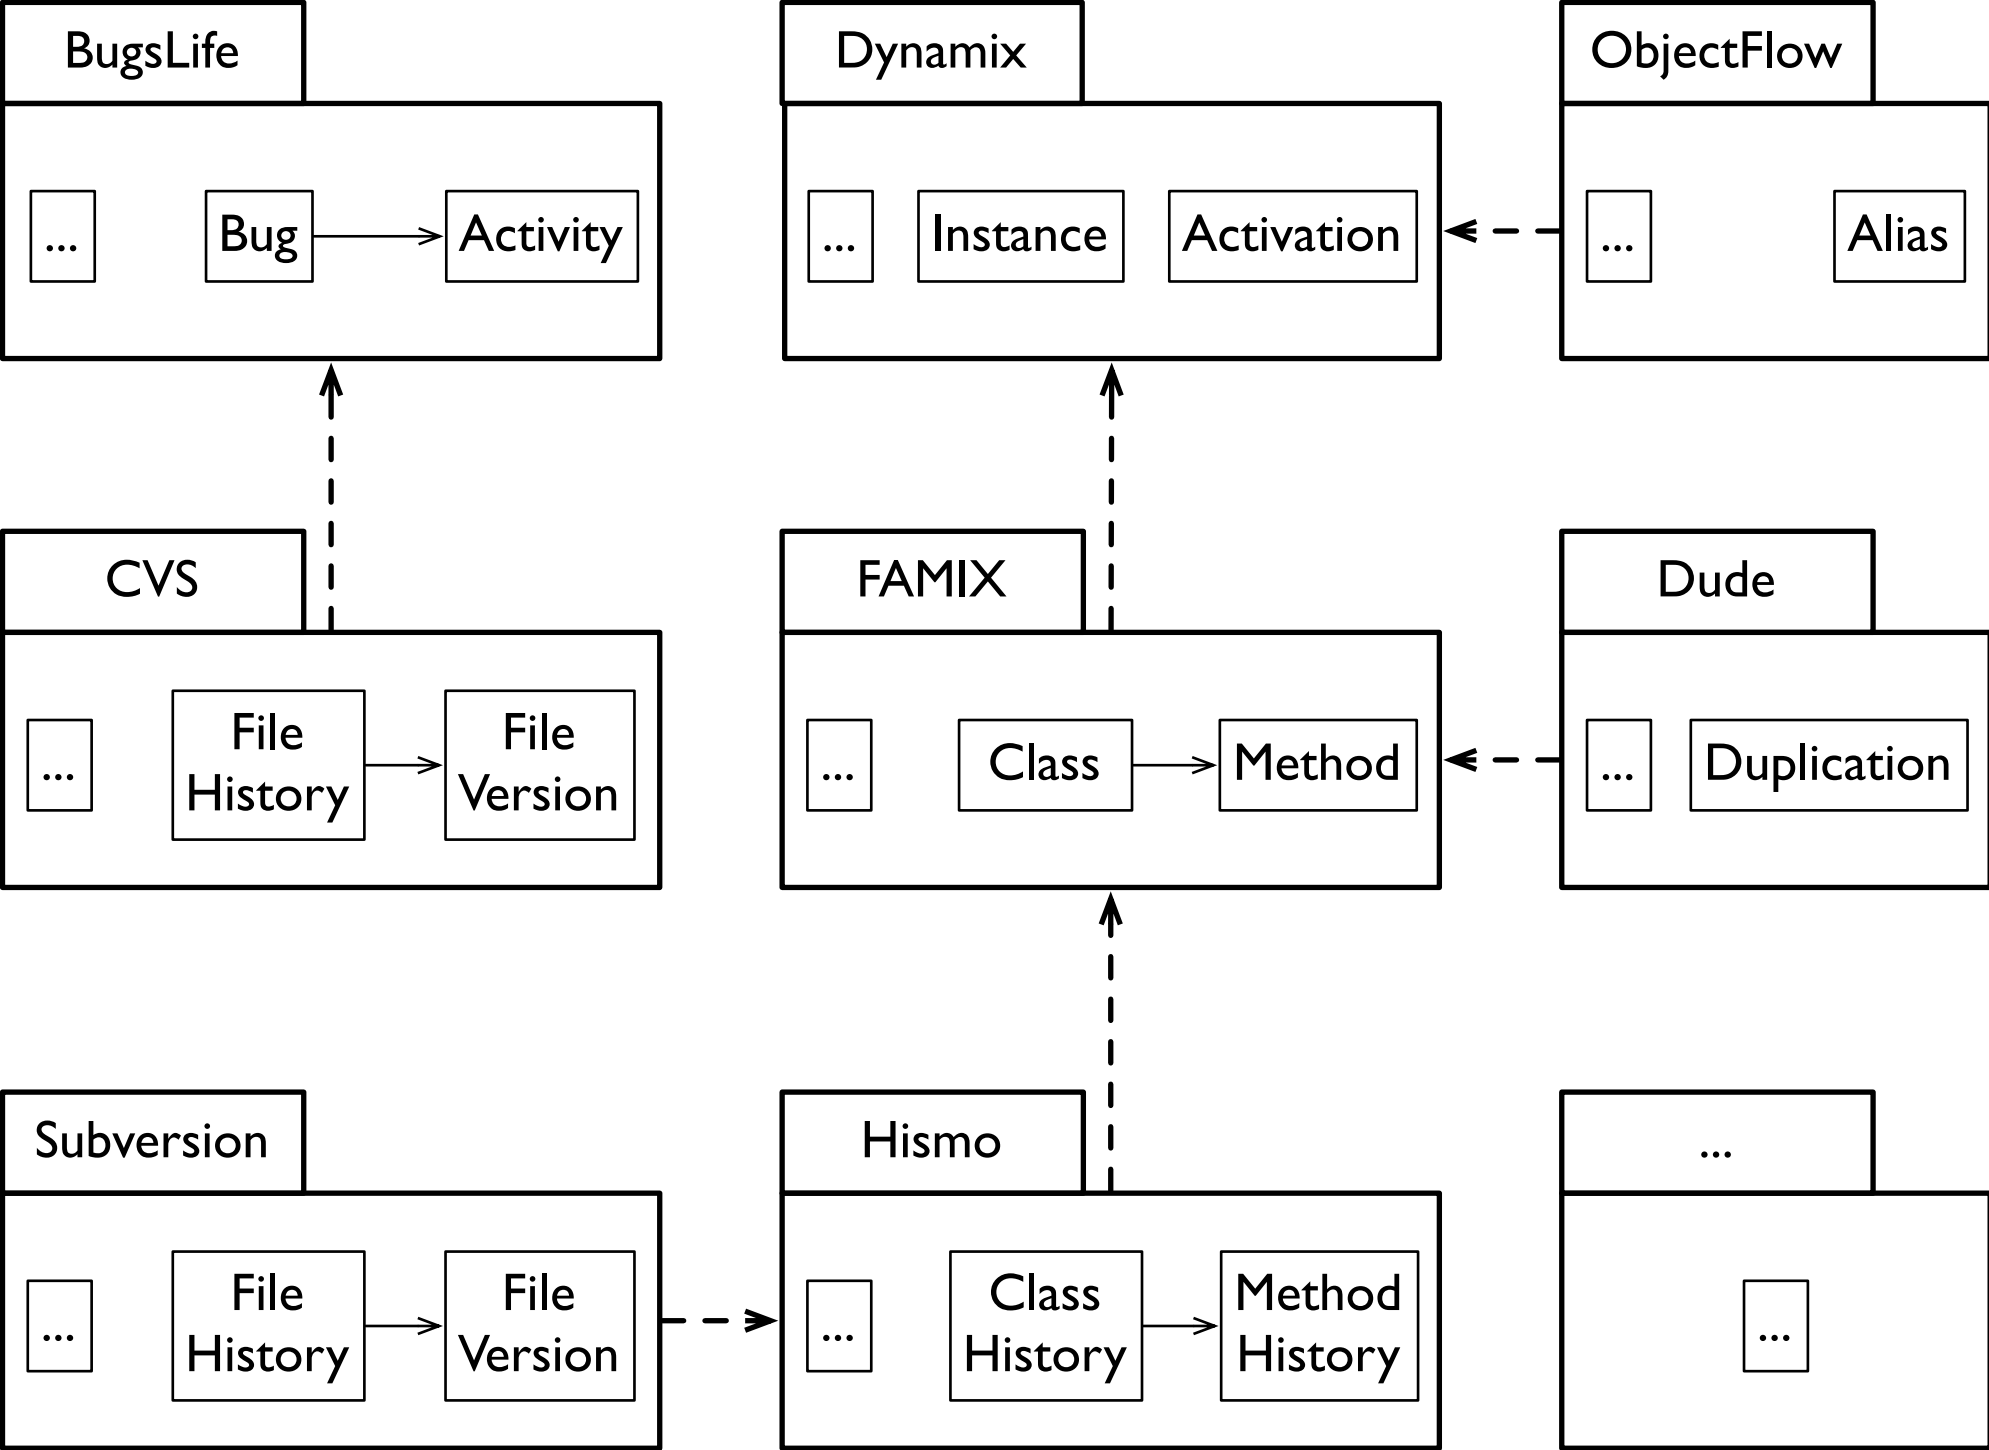 BugsLife
...
Bug
Activity
Dynamix
...
Instance
Activation
ObjectFlow
...
Alias
CVS
...
File
History
File
Version
FAMIX
...
Class
Method
Dude
...
Duplication
Subversion
...
File
History
File
Version
Hismo
...
Class
History
Method
History
...
...